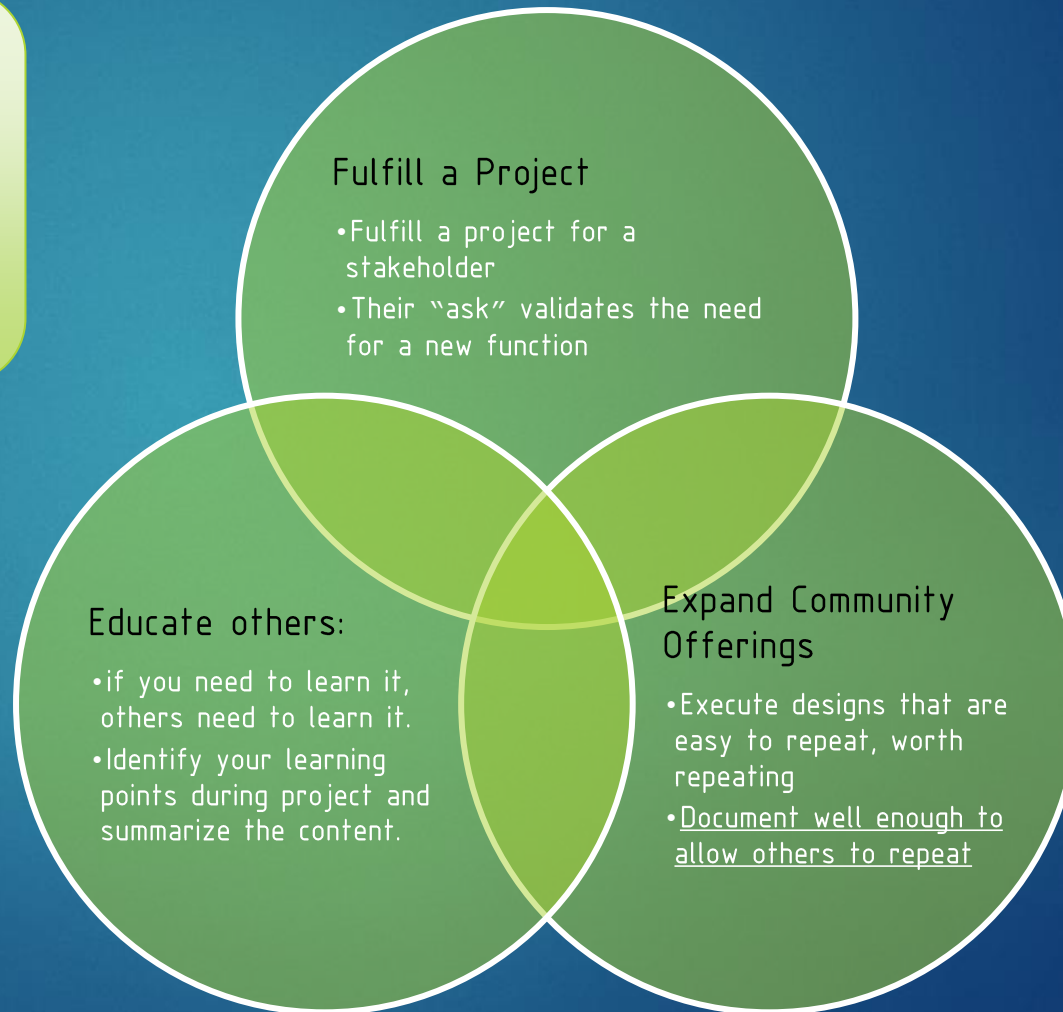 Fulfill a Project
•Fulfill a project for a
stakeholder
•Their “ask” validates the need
for a new function
Educate others:
•if you need to learn it,
others need to learn it.
•Identify your learning
points during project and
summarize the content.
Expand Community
Offerings
•Execute designs that are
easy to repeat, worth
repeating
•Document well enough to
allow others to repeat